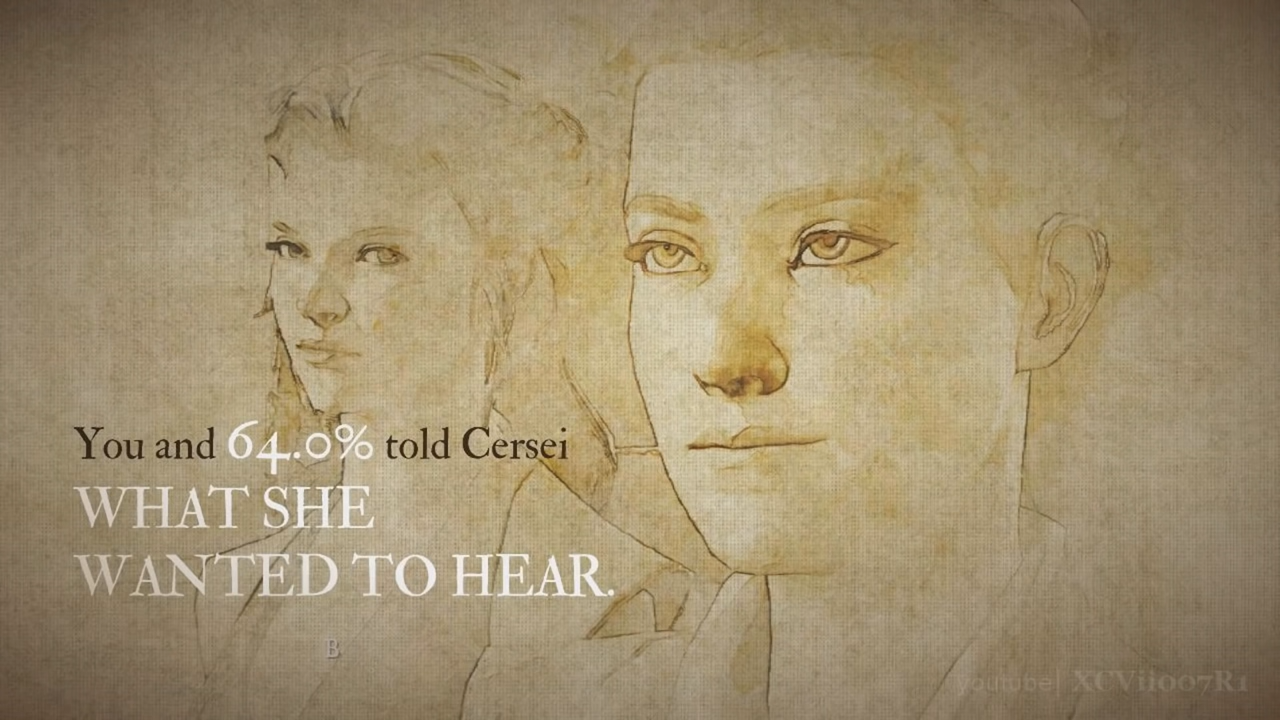 You and 64.0% told Cersei
WHAT SHE
WANTED TO HEAR.
B
youtube| XCVii007R1